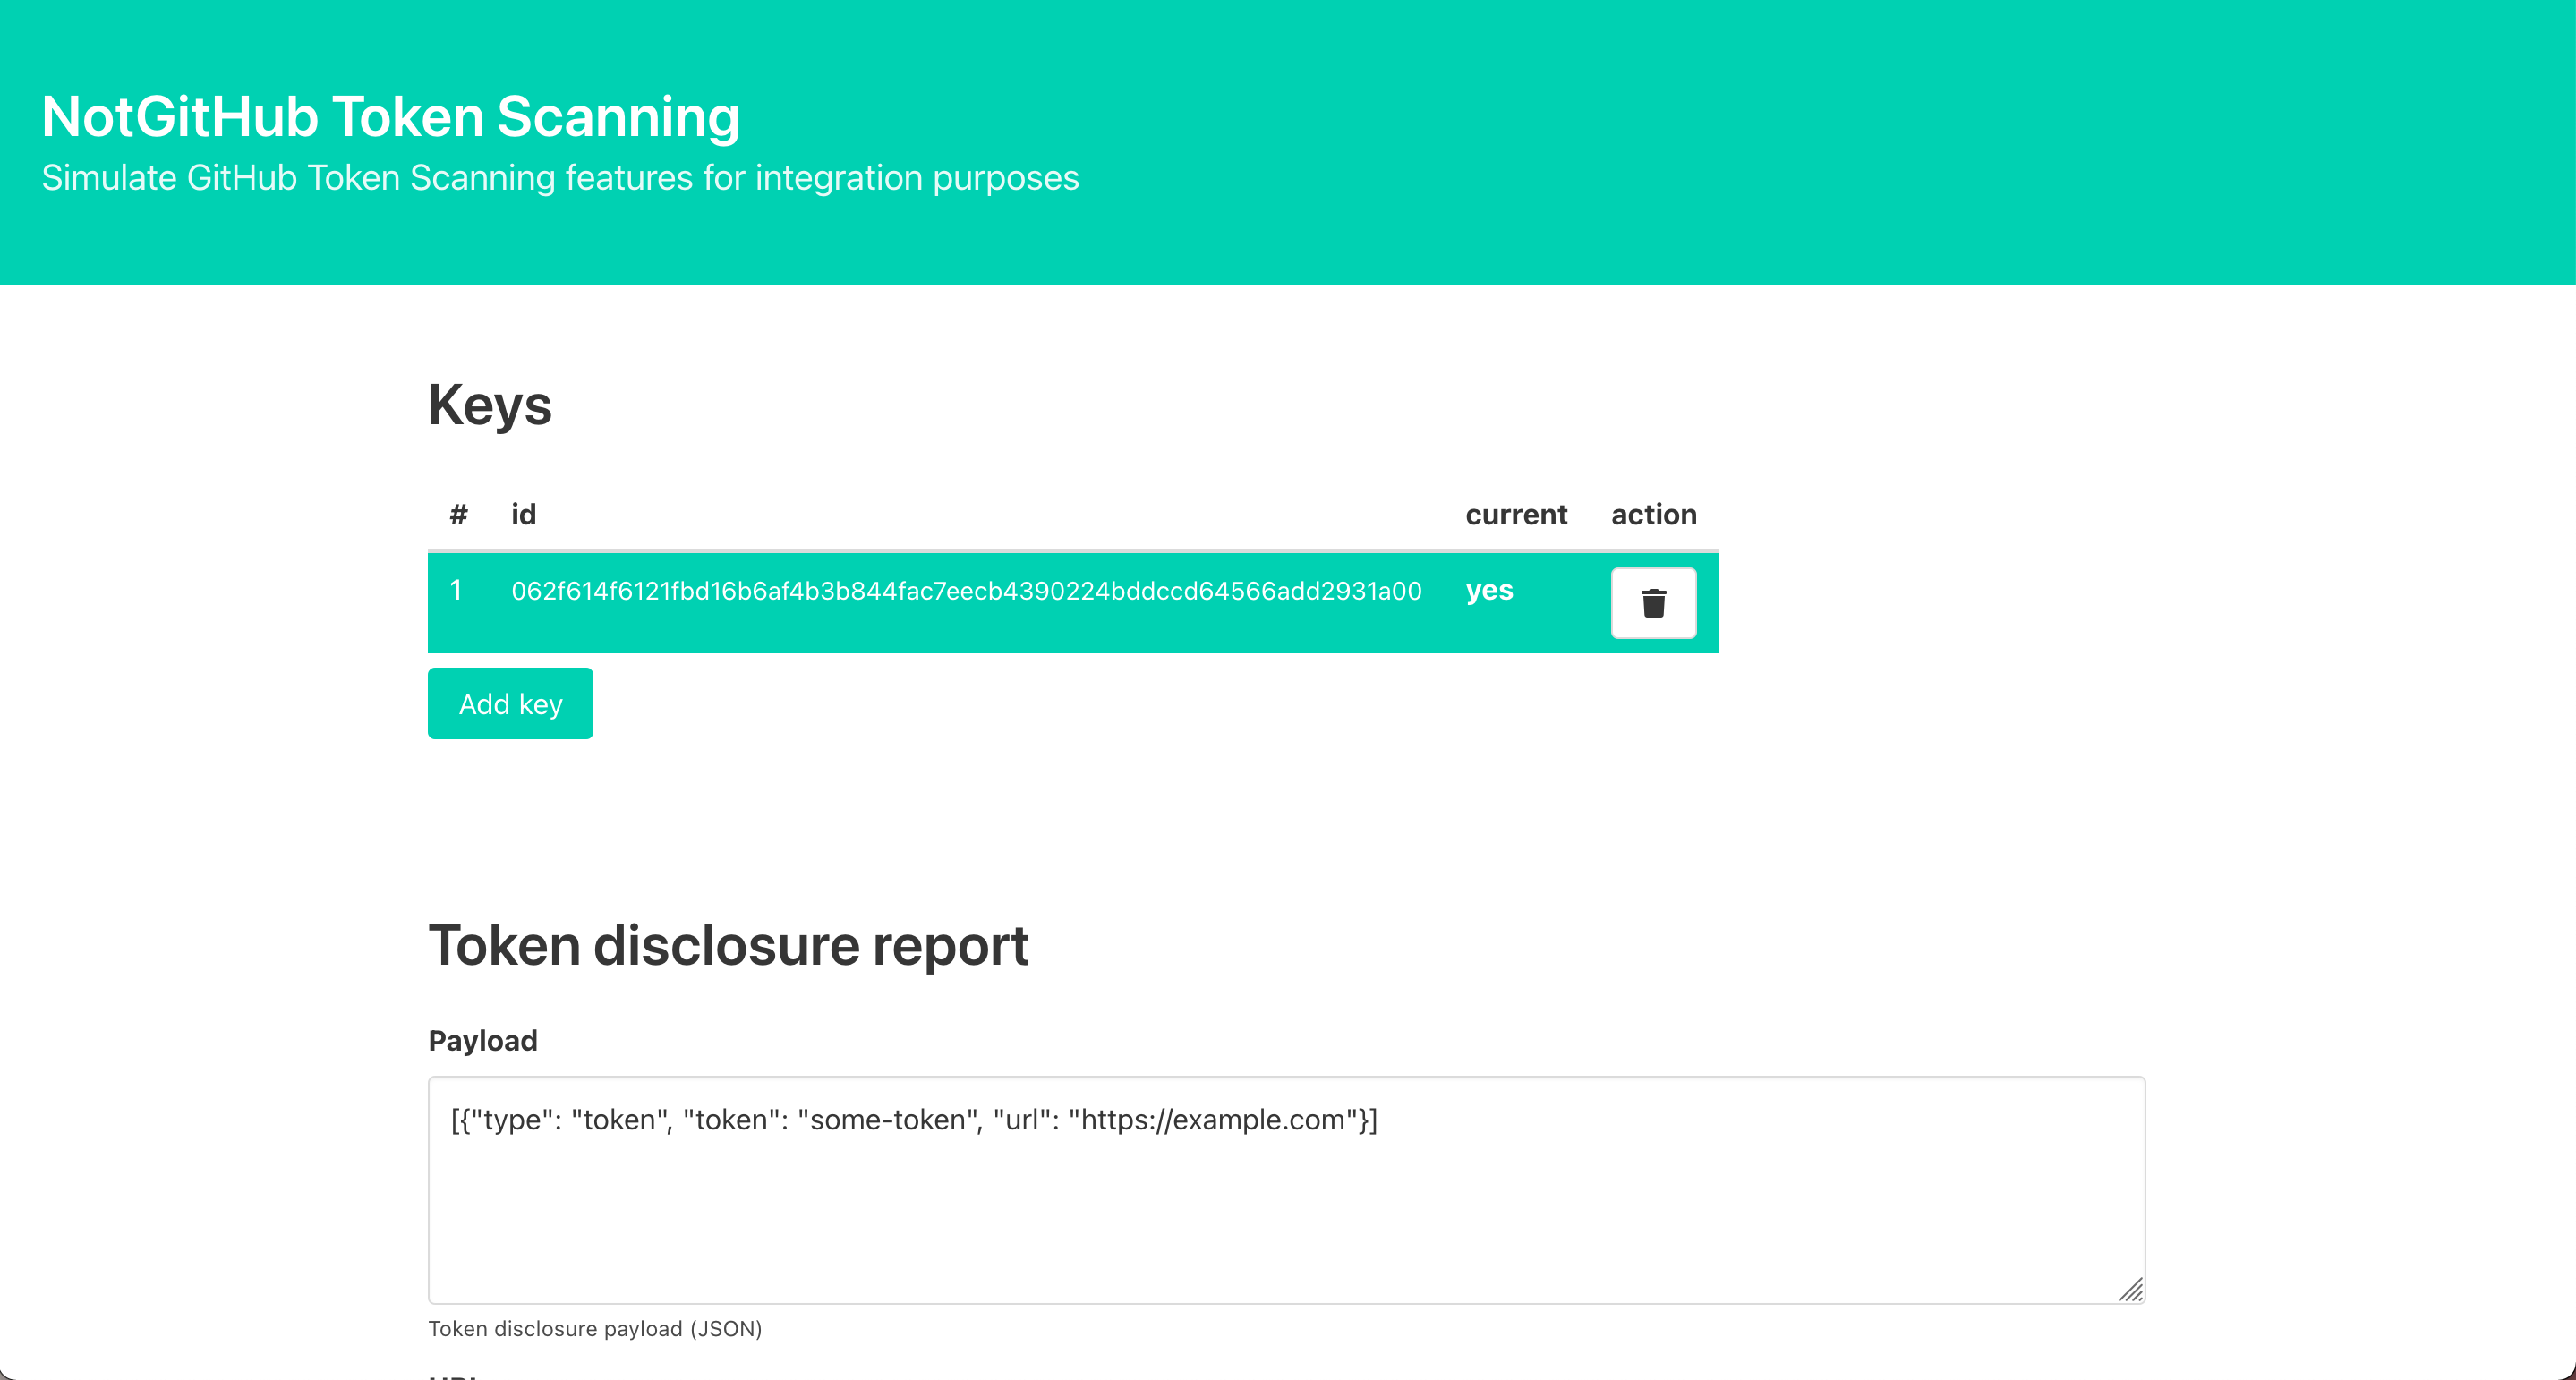 NotGitHub Token Scanning
Simulate GitHub Token Scanning features for integration purposes
Keys
# id current action
1 062f614f6121fbd16b6af4b3b844fac7eecb4390224bddccd64566add2931a00 yes
Add key
Token disclosure report
Payload
[{"type": "token", "token": "some-token", "url": "https://example.com"}]
Token disclosure payload (JSON)